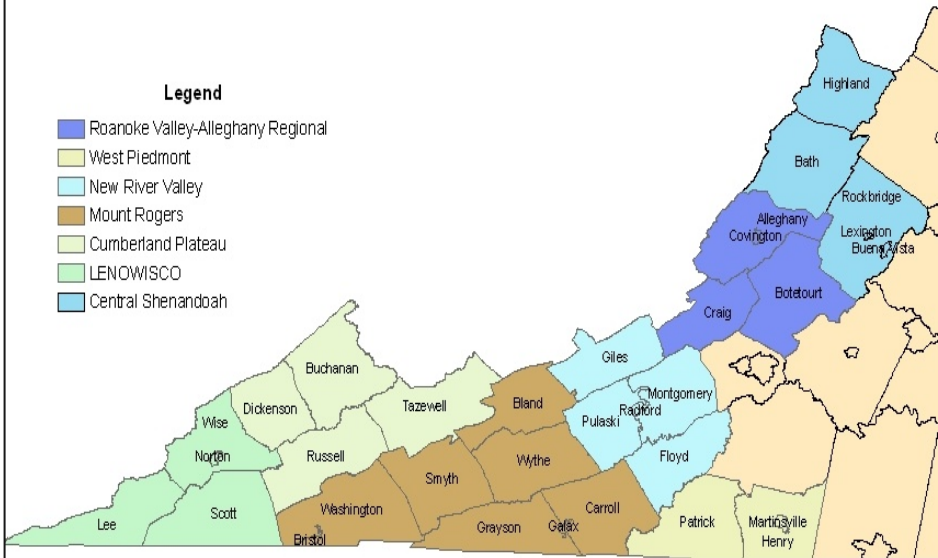 Legend
Roanoke Valley-Alleghany Regional
West Piedmont
New River Valley
Mount Rogers
Cumberland Plateau
LENOWISCO
Central Shenandoah
Highland
Bath
Rockbridge
Alleghany
Covington
Lexington
Buena Vista
Botetourt
Craig
Giles
Buchanan
Montgomery
Dickenson
Tazewell
Bland
Radford
Pulaski
Wise
Norton
Russell
Wythe
Floyd
Smyth
Lee
Scott
Washington
Carroll
Bristol
Grayson
Galax
Patrick
Martinsville
Henry